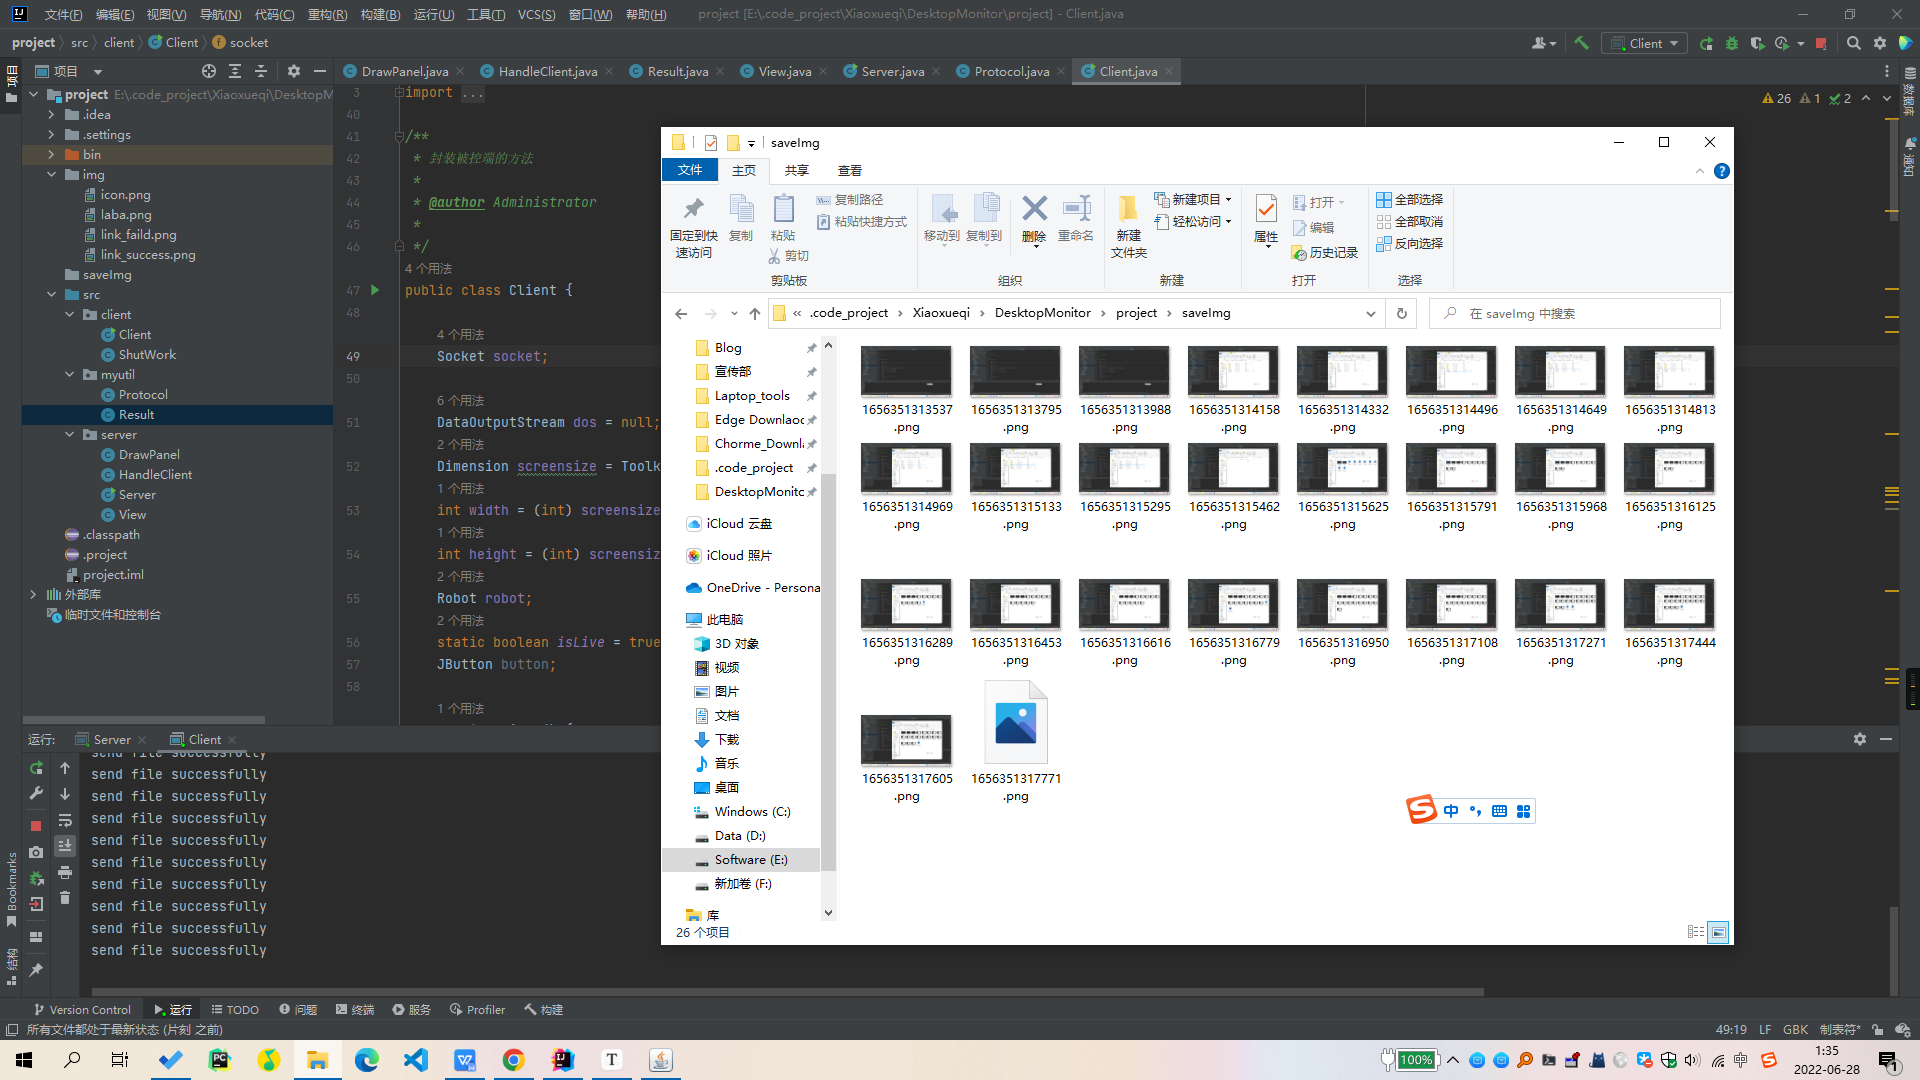 文件(F) 编辑(E) 视图(V) 导航(N) 代码(C) 重构(R) 构建(B) 运行(U) 工具(T) VCS(S) 窗口(W) 帮助(H) project [E:\.code_project\Xiaoxueqi\DesktopMonitor\project] - Client.java
project src client Client socket
Client
项目
DrawPanel.java HandleClient.java Result.java View.java Server.java Protocol.java Client.java
project E:\.code_project\Xiaoxueqi\DesktopM
.idea
.settings
bin
img
icon.png
laba.png
link_faild.png
link_success.png
saveImg
src
client
Client
ShutWork
myutil
Protocol
Result
server
DrawPanel
HandleClient
Server
View
.classpath
.project
project.iml
外部库
临时文件和控制台
项目
Bookmarks
结构
数据库
通知
26 1 2
3 import ...
40
41 /**
42 * 封装被控端的方法
43 *
44 * @author Administrator
45 *
46 */
4 个用法
47 public class Client {
48
4 个用法
49 Socket socket;
50
6 个用法
51 DataOutputStream dos = null;
2 个用法
52 Dimension screensize = Toolk
1 个用法
53 int width = (int) screensize
1 个用法
54 int height = (int) screensiz
2 个用法
55 Robot robot;
2 个用法
56 static boolean isLive = true
57 JButton button;
58
1 个用法
saveImg
文件 主页 共享 查看
固定到快速访问
复制
粘贴
复制路径
粘贴快捷方式
剪切
剪贴板
移动到 复制到 删除 重命名
组织
新建文件夹
新建项目
轻松访问
新建
属性
打开
编辑
历史记录
打开
全部选择
全部取消
反向选择
选择
« .code_project › Xiaoxueqi › DesktopMonitor › project › saveImg
在 saveImg 中搜索
Blog
宣传部
Laptop_tools
Edge Downlaoc
Chorme_Downl
.code_project
DesktopMonitc
iCloud 云盘
iCloud 照片
OneDrive - Persona
此电脑
3D 对象
视频
图片
文档
下载
音乐
桌面
Windows (C:)
Data (D:)
Software (E:)
新加卷 (F:)
库
1656351313537.png 1656351313795.png 1656351313988.png 1656351314158.png 1656351314332.png 1656351314496.png 1656351314649.png 1656351314813.png
1656351314969.png 1656351315133.png 1656351315295.png 1656351315462.png 1656351315625.png 1656351315791.png 1656351315968.png 1656351316125.png
1656351316289.png 1656351316453.png 1656351316616.png 1656351316779.png 1656351316950.png 1656351317108.png 1656351317271.png 1656351317444.png
1656351317605.png 1656351317771.png
26 个项目
中
运行: Server Client
send file successfully
send file successfully
send file successfully
send file successfully
send file successfully
send file successfully
send file successfully
send file successfully
send file successfully
send file successfully
Version Control 运行 TODO 问题 终端 服务 Profiler 构建
所有文件都处于最新状态 (片刻 之前)
49:19 LF GBK 制表符*
100%
中
1:35
2022-06-28
1